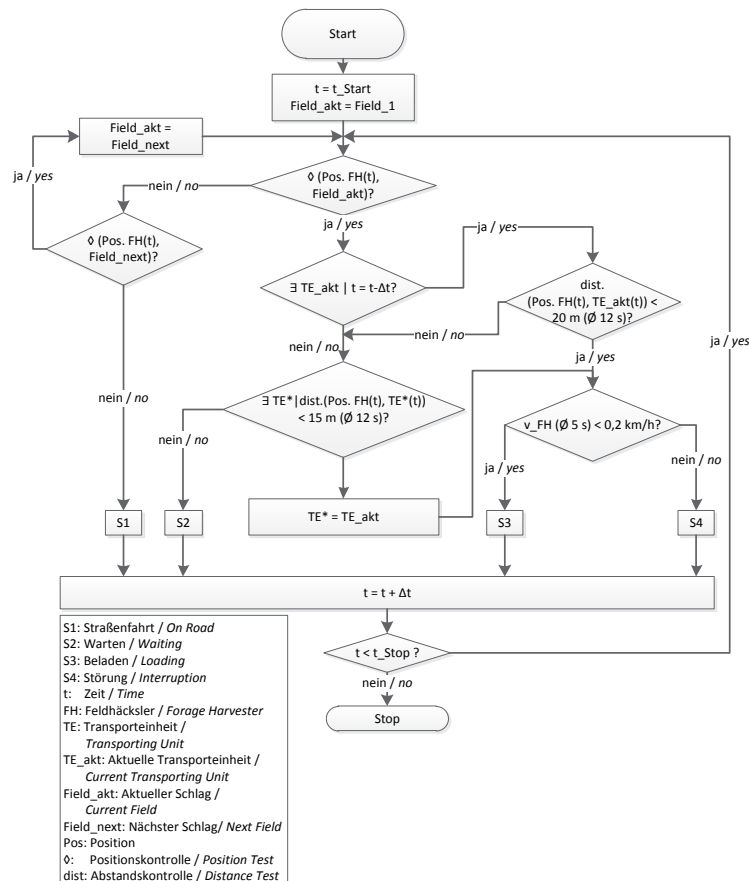 Start
t = t_Start
Field_akt = Field_1
Field_akt =
Field_next
ja / yes
nein / no
◊ (Pos. FH(t),
Field_akt)?
ja / yes
◊ (Pos. FH(t),
Field_next)?
ja / yes
∃ TE_akt | t = t-Δt?
dist.
(Pos. FH(t), TE_akt(t)) <
20 m (Ø 12 s)?
nein / no
nein / no
ja / yes
ja / yes
∃ TE*|dist.(Pos. FH(t), TE*(t))
< 15 m (Ø 12 s)?
v_FH (Ø 5 s) < 0,2 km/h?
nein / no
nein / no
ja / yes
nein / no
TE* = TE_akt
S1
S2
S3
S4
t = t + Δt
t < t_Stop ?
nein / no
Stop
S1: Straßenfahrt / On Road
S2: Warten / Waiting
S3: Beladen / Loading
S4: Störung / Interruption
t: Zeit / Time
FH: Feldhäcksler / Forage Harvester
TE: Transporteinheit /
Transporting Unit
TE_akt: Aktuelle Transporteinheit /
Current Transporting Unit
Field_akt: Aktueller Schlag /
Current Field
Field_next: Nächster Schlag/ Next Field
Pos: Position
◊: Positionskontrolle / Position Test
dist: Abstandskontrolle / Distance Test